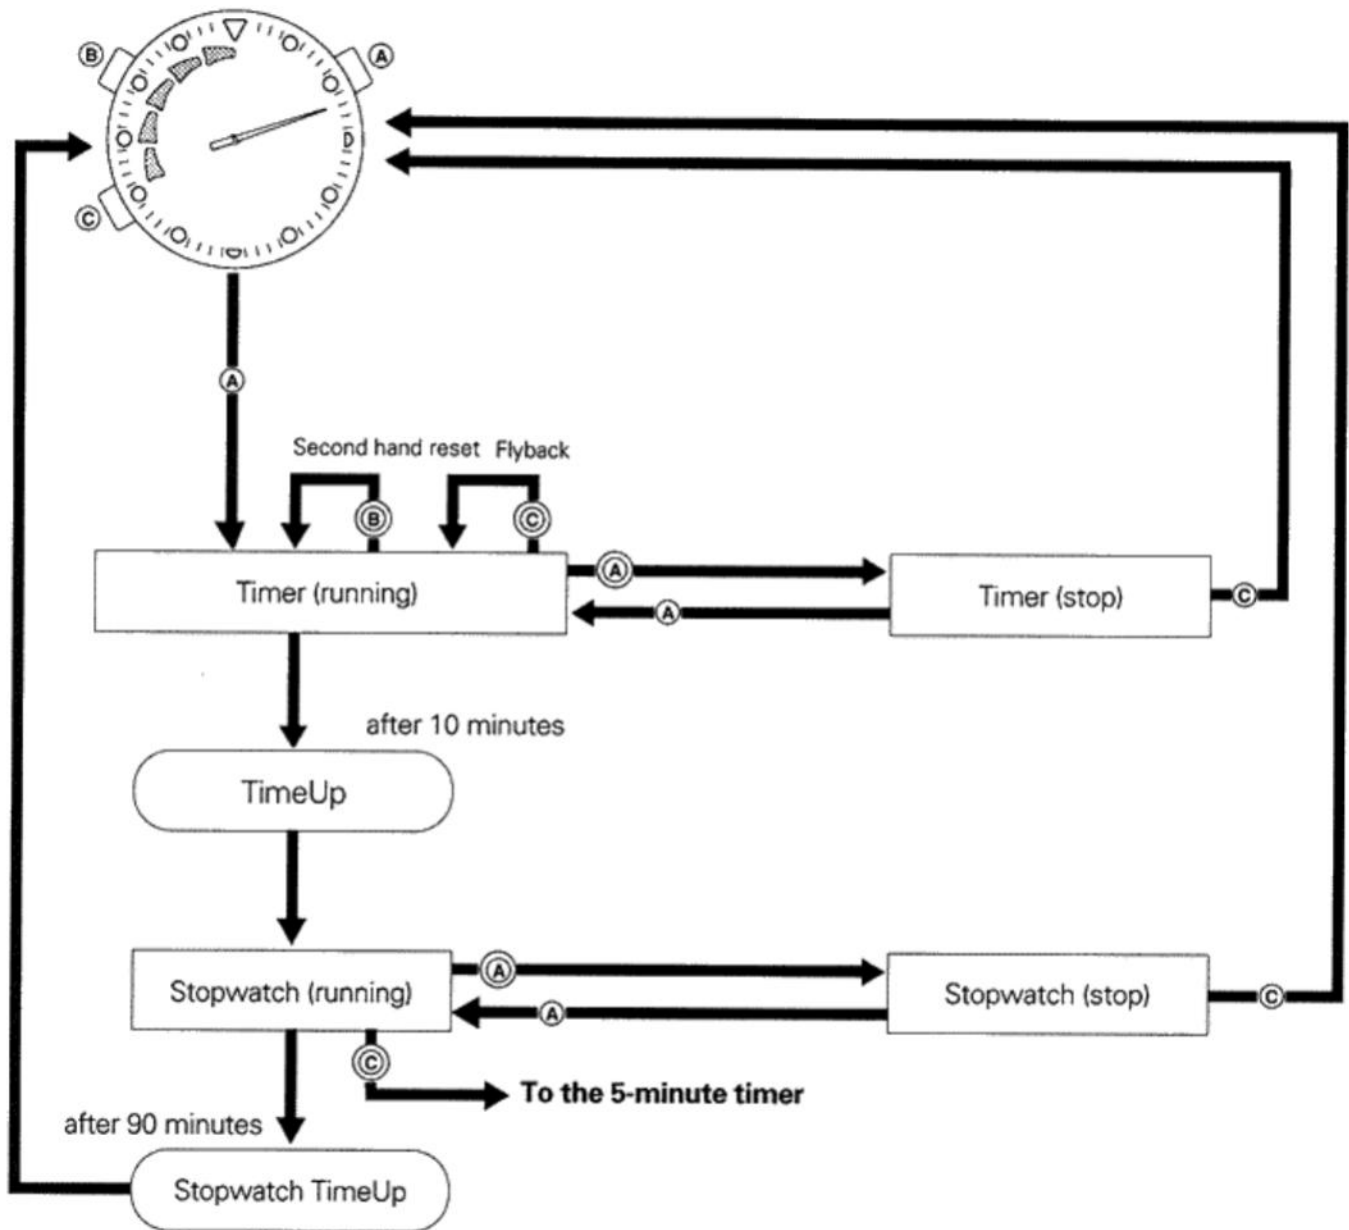 B
A
C
A
Second hand reset Flyback
B
C
Timer (running)
A
A
Timer (stop)
C
after 10 minutes
TimeUp
Stopwatch (running)
A
A
Stopwatch (stop)
C
C
To the 5-minute timer
after 90 minutes
Stopwatch TimeUp